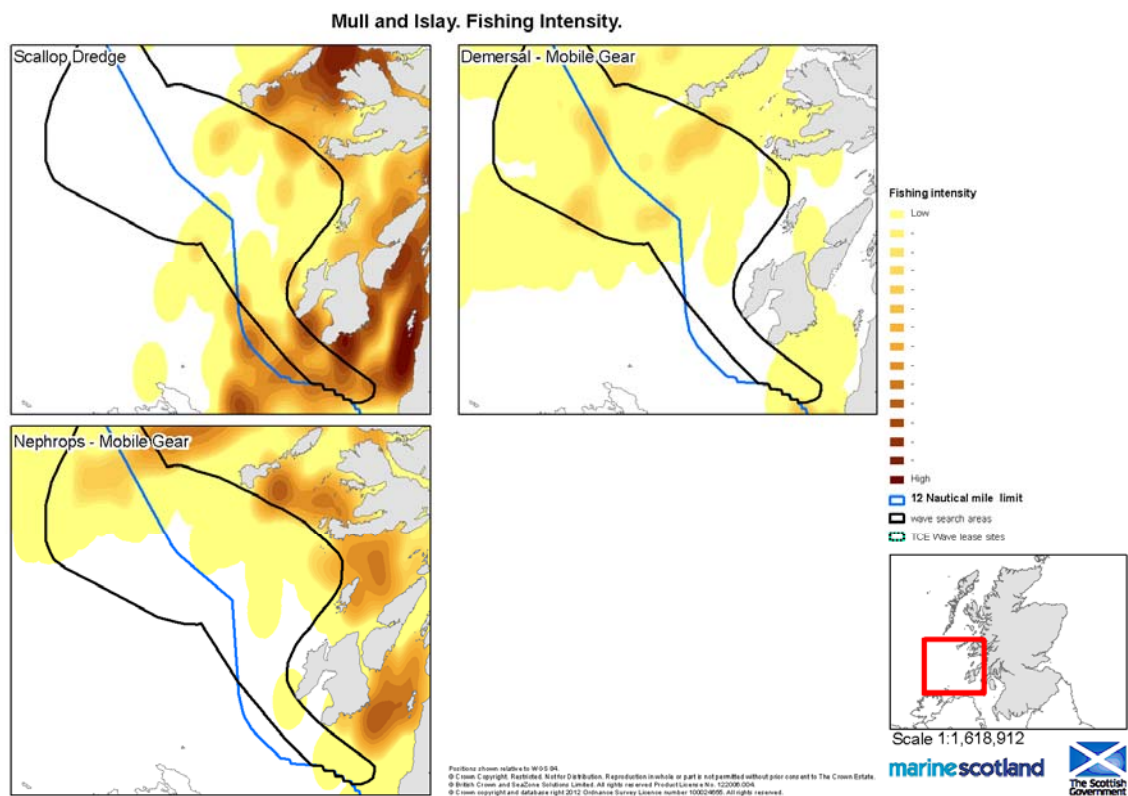 Mull and Islay. Fishing Intensity.
Scallop Dredge
Demersal - Mobile Gear
Nephrops - Mobile Gear
Fishing intensity
Low
-
-
-
-
-
-
-
-
-
-
-
-
-
High
12 Nautical mile limit
wave search areas
TCE Wave lease sites
Scale 1:1,618,912
marinescotland
The Scottish
Government
Positions shown relative to WGS 84.
© Crown Copyright. Restricted. Not for Distribution. Reproduction in whole or part is not permitted without prior consent to The Crown Estate.
© British Crown and SeaZone Solutions Limited. All rights reserved Product Licence No. 122006.004.
© Crown copyright and database right 2012 Ordnance Survey Licence number 100024655. All rights reserved.